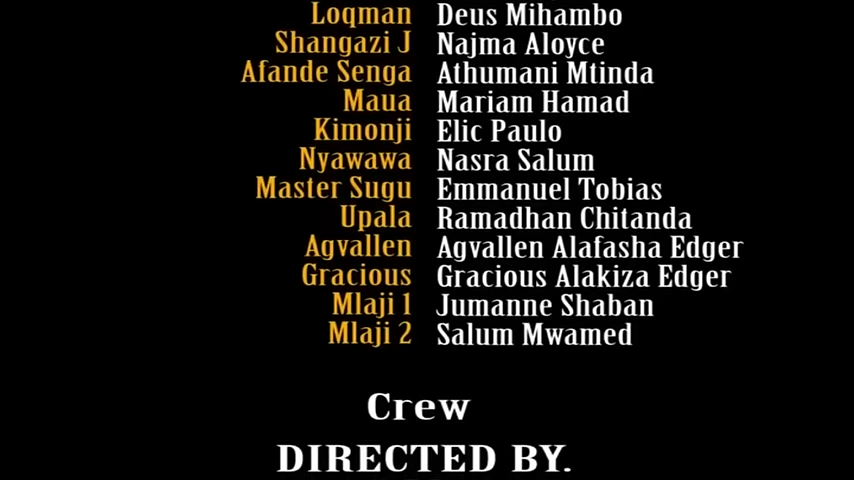 Loqman Deus Mihambo
Shangazi J Najma Aloyce
Afande Senga Athumani Mtinda
Maua Mariam Hamad
Kimonji Elic Paulo
Nyawawa Nasra Salum
Master Sugu Emmanuel Tobias
Upala Ramadhan Chitanda
Agvallen Agvallen Alafasha Edger
Gracious Gracious Alakiza Edger
Mlaji 1 Jumanne Shaban
Mlaji 2 Salum Mwamed
Crew
DIRECTED BY.